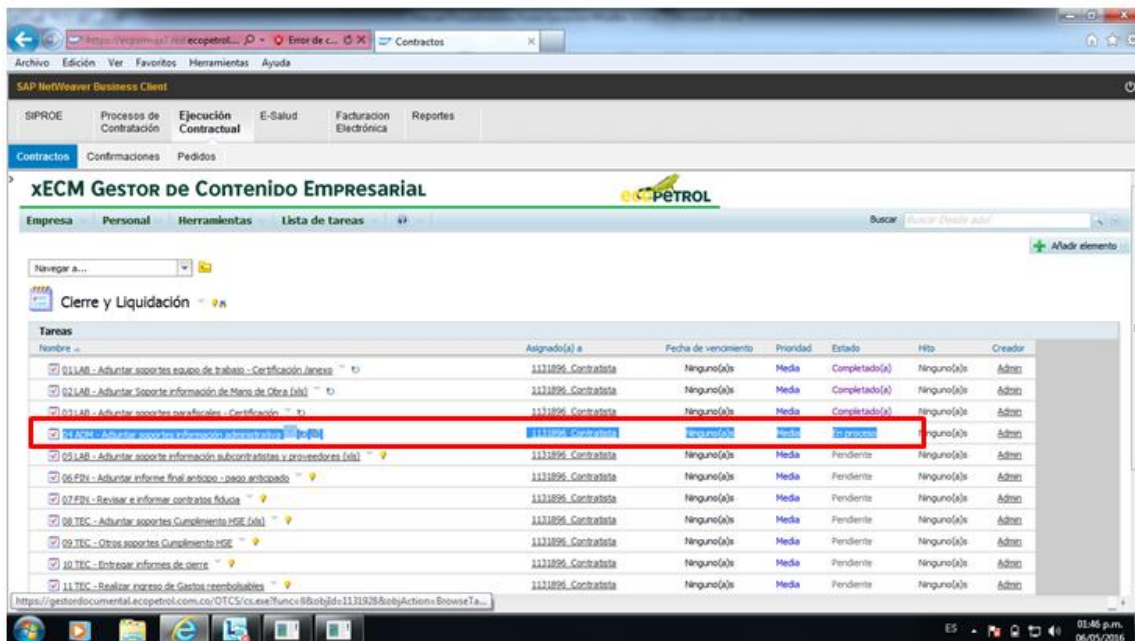 ecopetrol... Error de c... Contractos
Archivo Edición Ver Favoritos Herramientas Ayuda
SAP NetWeaver Business Client
SIPROE Procesos de Contratación Ejecución Contractual E-Salud Facturacion Electrónica Reportes
Contractos Confirmaciones Pedidos
xECM Gestor de Contenido Empresarial ecopetrol
Empresa Personal Herramientas Lista de tareas Buscar Buscar Desde aquí
Añadir elemento
Navegar a...
Cierre y Liquidación
Tareas
Nombre Asignado(a) a Fecha de vencimiento Prioridad Estado Hito Creador
01 LAB - Adjuntar soportes equipo de trabajo - Certificación /anexo 1131896 Contratista Ninguno(a)s Media Completado(a) Ninguno(a)s Admin
02 LAB - Adjuntar Soporte información de Mano de Obra (xls) 1131896 Contratista Ninguno(a)s Media Completado(a) Ninguno(a)s Admin
03 LAB - Adjuntar soportes parafiscales - Certificación 1131896 Contratista Ninguno(a)s Media Completado(a) Ninguno(a)s Admin
04 ADM - Adjuntar soportes información administrativa 1131896 Contratista Ninguno(a)s Media En proceso Ninguno(a)s Admin
05 LAB - Adjuntar soporte información subcontratistas y proveedores (xls) 1131896 Contratista Ninguno(a)s Media Pendiente Ninguno(a)s Admin
06 FIN - Adjuntar informe final anticipo - pago anticipado 1131896 Contratista Ninguno(a)s Media Pendiente Ninguno(a)s Admin
07 FIN - Revisar e informar contratos fiducia 1131896 Contratista Ninguno(a)s Media Pendiente Ninguno(a)s Admin
08 TEC - Adjuntar soportes Cumplimiento HSE (xls) 1131896 Contratista Ninguno(a)s Media Pendiente Ninguno(a)s Admin
09 TEC - Otros soportes Cumplimiento HSE 1131896 Contratista Ninguno(a)s Media Pendiente Ninguno(a)s Admin
10 TEC - Entregar informes de cierre 1131896 Contratista Ninguno(a)s Media Pendiente Ninguno(a)s Admin
11 TEC - Realizar ingreso de Gastos reembolsables 1131896 Contratista Ninguno(a)s Media Pendiente Ninguno(a)s Admin
https://gestordocumental.ecopetrol.com.co/OTCS/cs.exe?func=ll&objId=1131928&objAction=BrowseTa...
ES 01:46 p.m.
06/05/2016